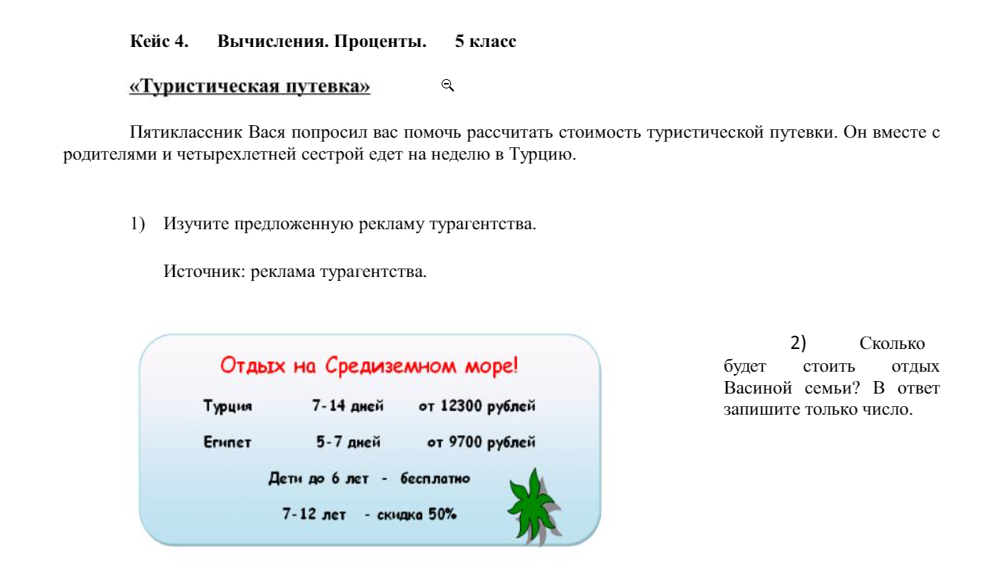 Кейс 4. Вычисления. Проценты. 5 класс
«Туристическая путевка»
Пятиклассник Вася попросил вас помочь рассчитать стоимость туристической путевки. Он вместе с
родителями и четырехлетней сестрой едет на неделю в Турцию.
1) Изучите предложенную рекламу турагентства.
Источник: реклама турагентства.
Отдых на Средиземном море!
Турция 7-14 дней от 12300 рублей
Египет 5-7 дней от 9700 рублей
Дети до 6 лет - бесплатно
7-12 лет - скидка 50%
2) Сколько
будет стоить отдых
Васиной семьи? В ответ
запишите только число.